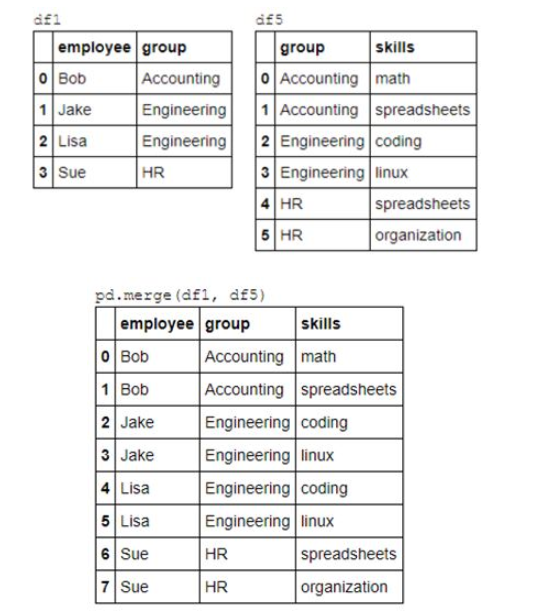 df1
employee group
0 Bob Accounting
1 Jake Engineering
2 Lisa Engineering
3 Sue HR
df5
group skills
0 Accounting math
1 Accounting spreadsheets
2 Engineering coding
3 Engineering linux
4 HR spreadsheets
5 HR organization
pd.merge(df1, df5)
employee group skills
0 Bob Accounting math
1 Bob Accounting spreadsheets
2 Jake Engineering coding
3 Jake Engineering linux
4 Lisa Engineering coding
5 Lisa Engineering linux
6 Sue HR spreadsheets
7 Sue HR organization